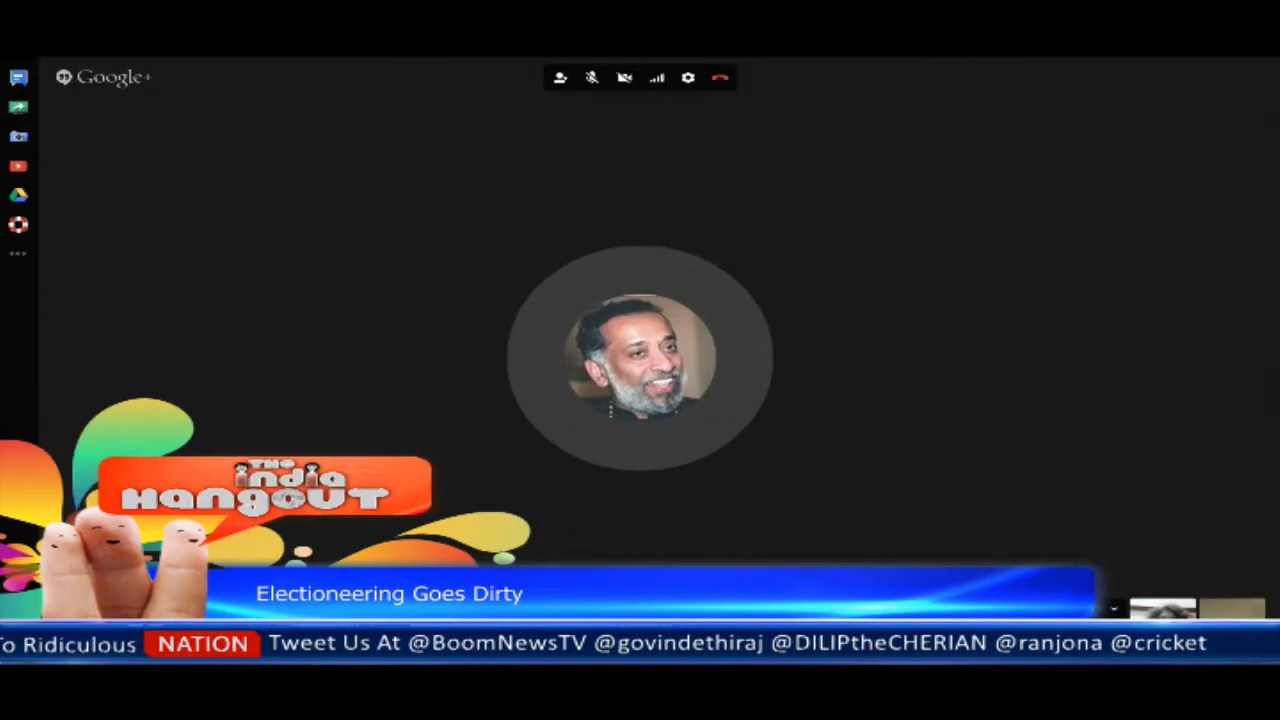 Google+
THE
india
HangOUT
Electioneering Goes Dirty
To Ridiculous NATION Tweet Us At @BoomNewsTV @govindethiraj @DILIPtheCHERIAN @ranjona @cricket